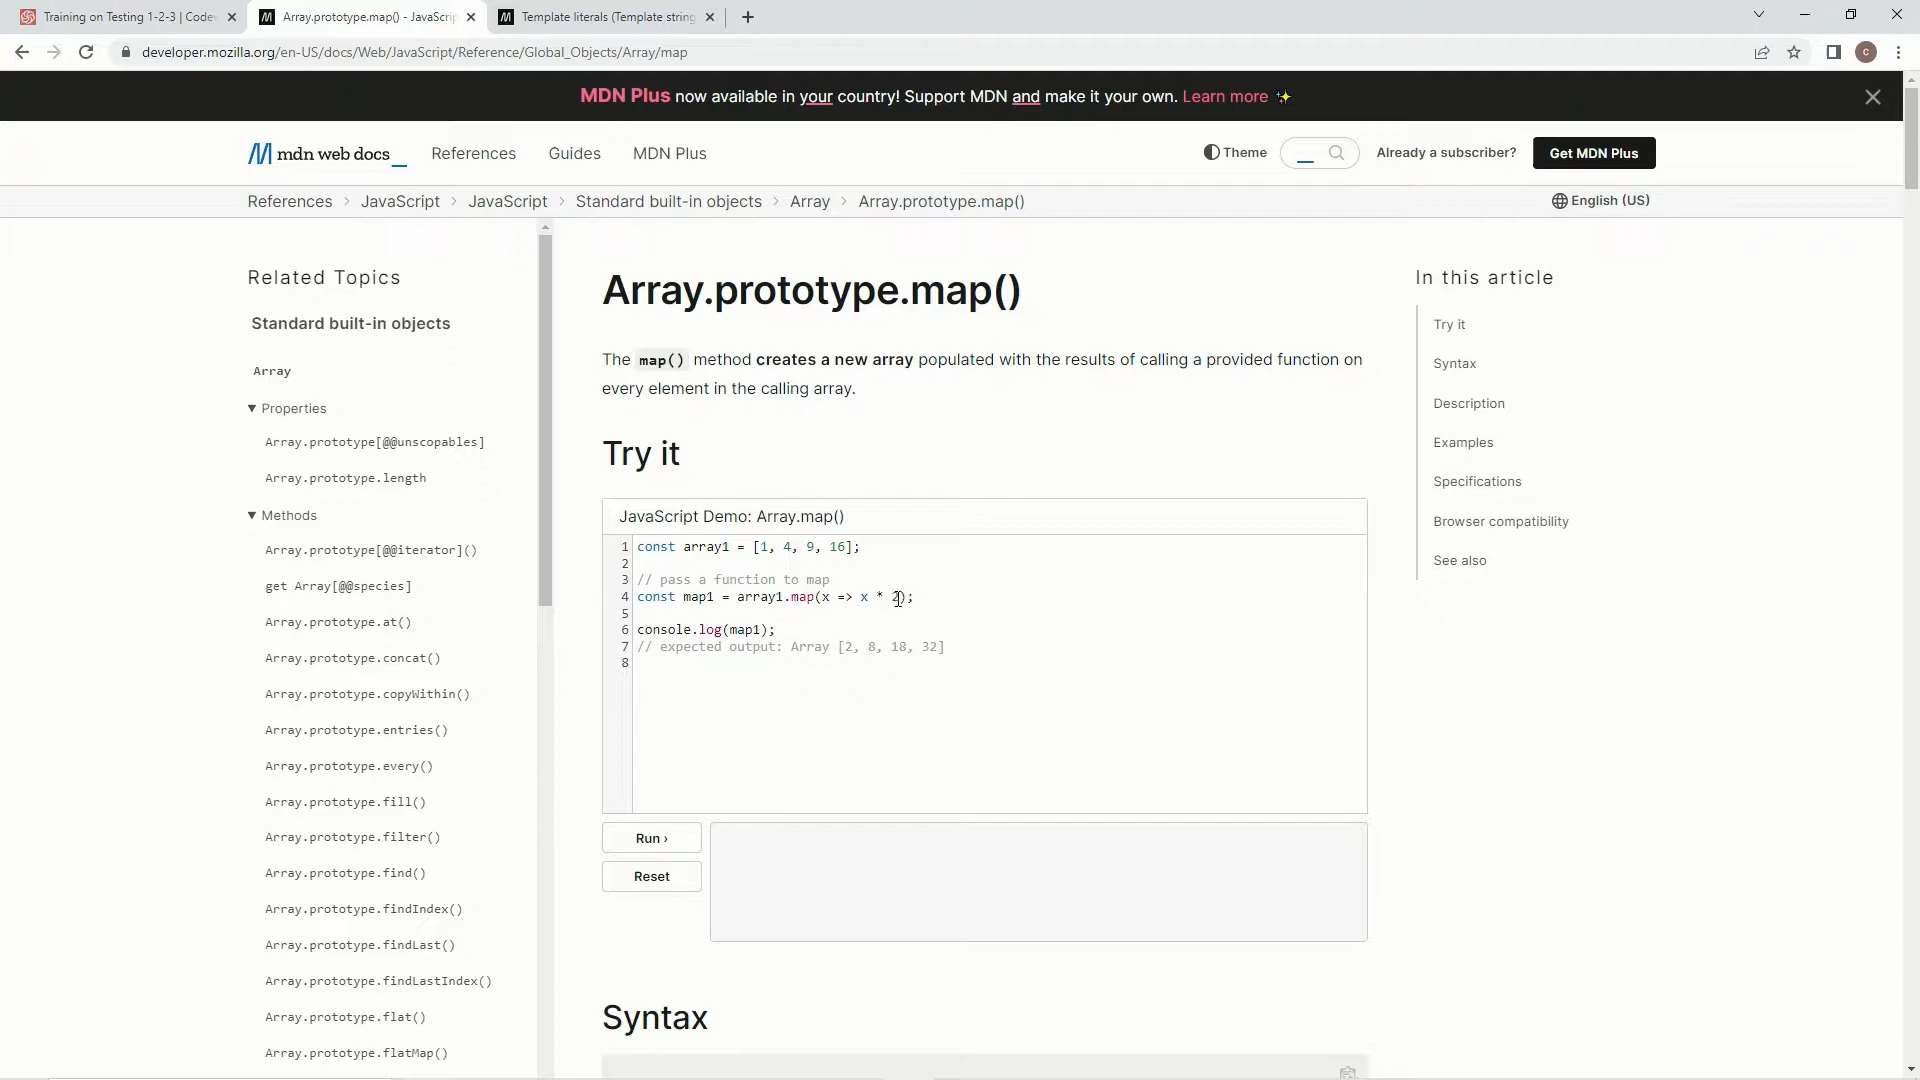 Training on Testing 1-2-3 | Codew
Array.prototype.map() - JavaScrip
Template literals (Template string
developer.mozilla.org/en-US/docs/Web/JavaScript/Reference/Global_Objects/Array/map
C
MDN Plus now available in your country! Support MDN and make it your own. Learn more ✨
mdn web docs_ References Guides MDN Plus Theme Already a subscriber? Get MDN Plus
References > JavaScript > JavaScript > Standard built-in objects > Array > Array.prototype.map() English (US)
Related Topics
Standard built-in objects
Array
Properties
Array.prototype[@@unscopables]
Array.prototype.length
Methods
Array.prototype[@@iterator]()
get Array[@@species]
Array.prototype.at()
Array.prototype.concat()
Array.prototype.copyWithin()
Array.prototype.entries()
Array.prototype.every()
Array.prototype.fill()
Array.prototype.filter()
Array.prototype.find()
Array.prototype.findIndex()
Array.prototype.findLast()
Array.prototype.findLastIndex()
Array.prototype.flat()
Array.prototype.flatMap()
Array.prototype.map()
The map() method creates a new array populated with the results of calling a provided function on
every element in the calling array.
Try it
JavaScript Demo: Array.map()
1 const array1 = [1, 4, 9, 16];
2
3 // pass a function to map
4 const map1 = array1.map(x => x * 2);
5
6 console.log(map1);
7 // expected output: Array [2, 8, 18, 32]
8
Run ›
Reset
Syntax
In this article
Try it
Syntax
Description
Examples
Specifications
Browser compatibility
See also